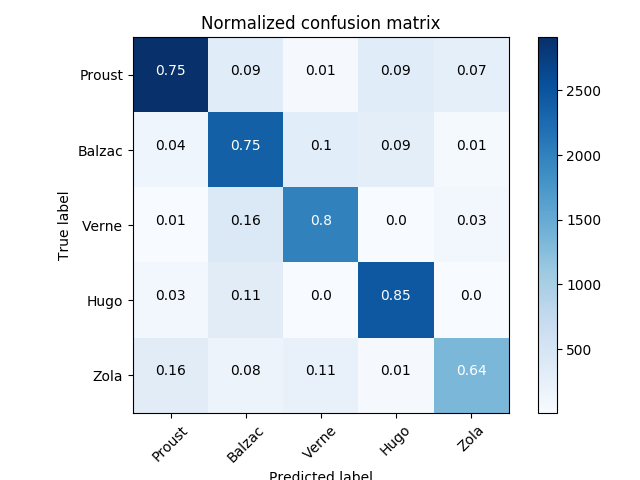 Normalized confusion matrix
True label
Proust 0.75 0.09 0.01 0.09 0.07
Balzac 0.04 0.75 0.1 0.09 0.01
Verne 0.01 0.16 0.8 0.0 0.03
Hugo 0.03 0.11 0.0 0.85 0.0
Zola 0.16 0.08 0.11 0.01 0.64
Proust Balzac Verne Hugo Zola
Predicted label
2500
2000
1500
1000
500